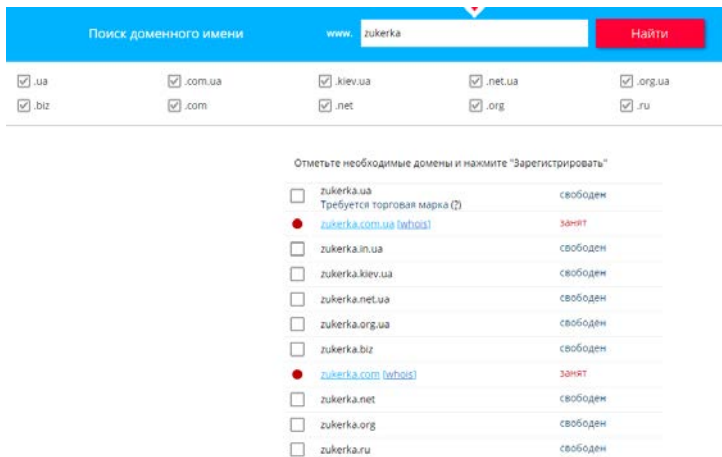 Поиск доменного имени www. zukerka Найти
.ua .com.ua .kiev.ua .net.ua .org.ua
.biz .com .net .org .ru
Отметьте необходимые домены и нажмите "Зарегистрировать"
zukerka.ua свободен
Требуется торговая марка (?)
zukerka.com.ua [whois] занят
zukerka.in.ua свободен
zukerka.kiev.ua свободен
zukerka.net.ua свободен
zukerka.org.ua свободен
zukerka.biz свободен
zukerka.com [whois] занят
zukerka.net свободен
zukerka.org свободен
zukerka.ru свободен